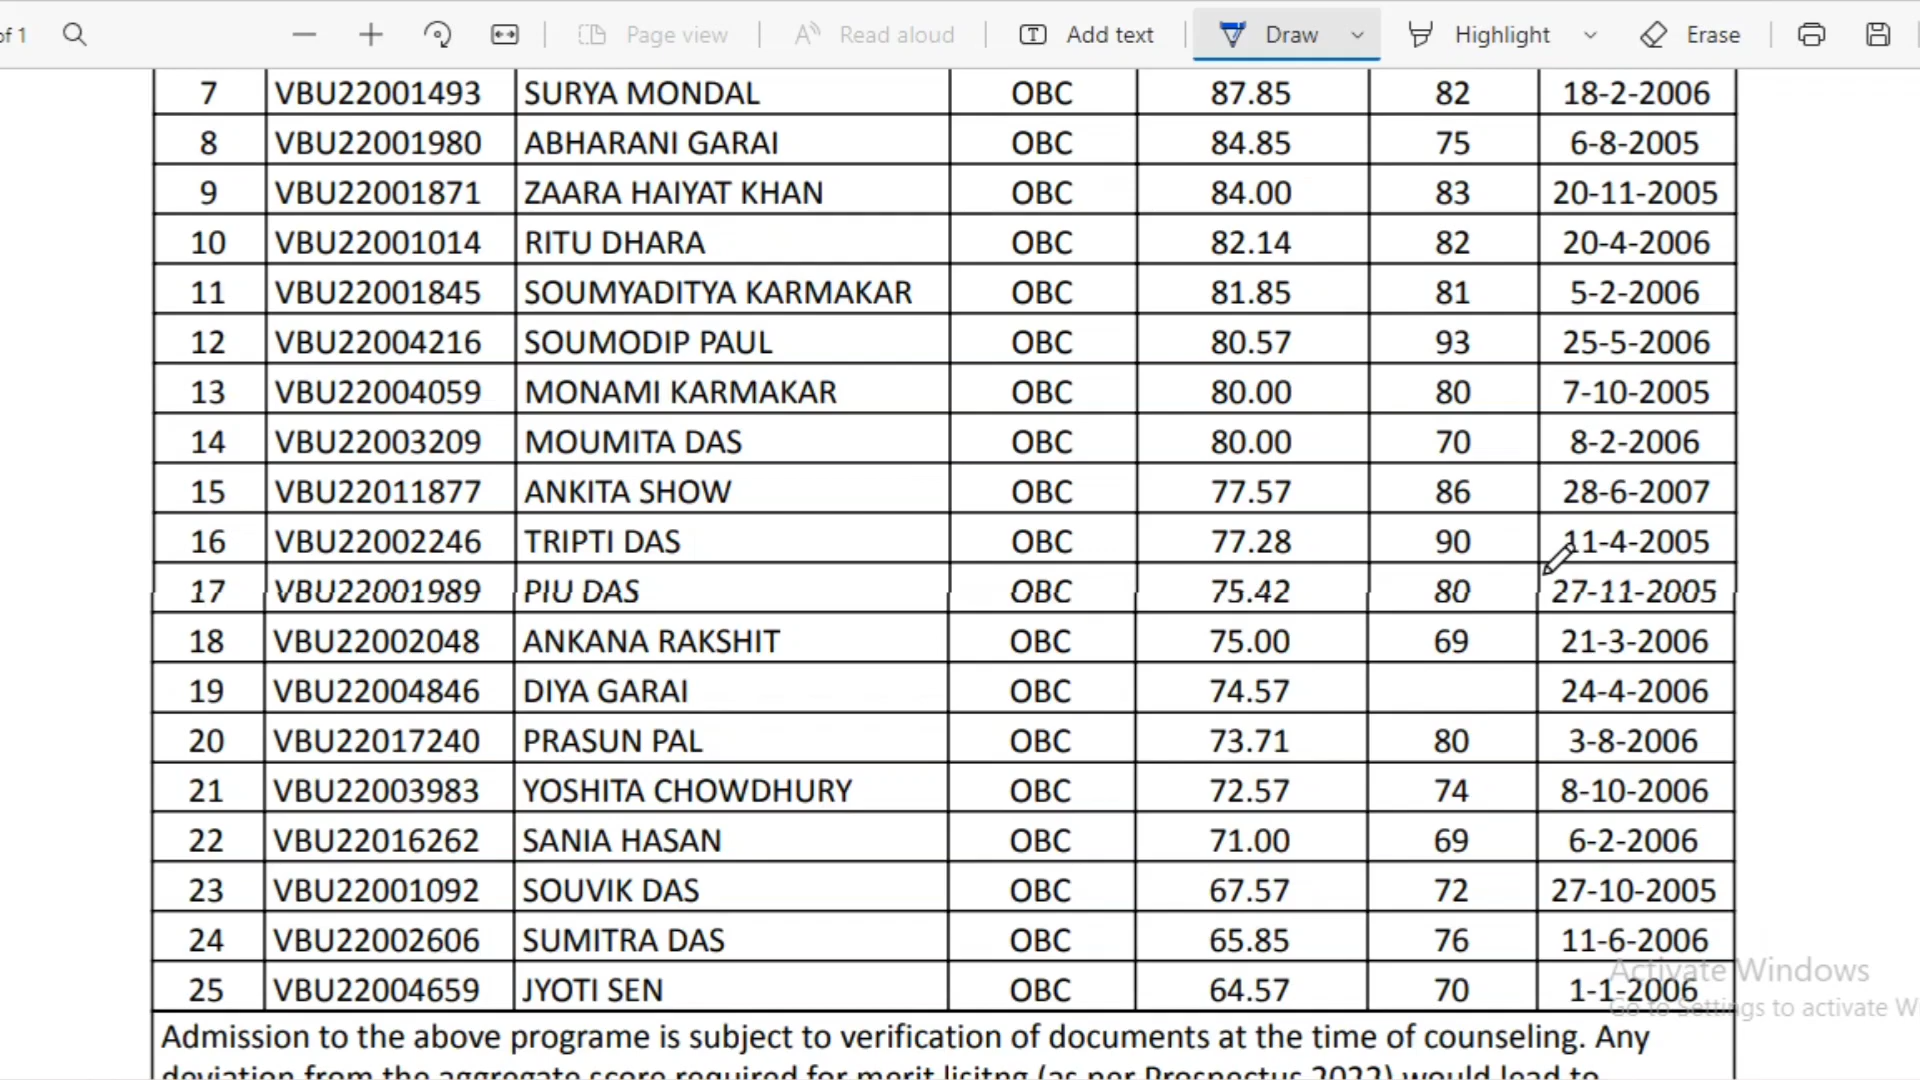 of 1 Page view Read aloud Add text Draw Highlight Erase
7 VBU22001493 SURYA MONDAL OBC 87.85 82 18-2-2006
8 VBU22001980 ABHARANI GARAI OBC 84.85 75 6-8-2005
9 VBU22001871 ZAARA HAIYAT KHAN OBC 84.00 83 20-11-2005
10 VBU22001014 RITU DHARA OBC 82.14 82 20-4-2006
11 VBU22001845 SOUMYADITYA KARMAKAR OBC 81.85 81 5-2-2006
12 VBU22004216 SOUMODIP PAUL OBC 80.57 93 25-5-2006
13 VBU22004059 MONAMI KARMAKAR OBC 80.00 80 7-10-2005
14 VBU22003209 MOUMITA DAS OBC 80.00 70 8-2-2006
15 VBU22011877 ANKITA SHOW OBC 77.57 86 28-6-2007
16 VBU22002246 TRIPTI DAS OBC 77.28 90 11-4-2005
17 VBU22001989 PIU DAS OBC 75.42 80 27-11-2005
18 VBU22002048 ANKANA RAKSHIT OBC 75.00 69 21-3-2006
19 VBU22004846 DIYA GARAI OBC 74.57 24-4-2006
20 VBU22017240 PRASUN PAL OBC 73.71 80 3-8-2006
21 VBU22003983 YOSHITA CHOWDHURY OBC 72.57 74 8-10-2006
22 VBU22016262 SANIA HASAN OBC 71.00 69 6-2-2006
23 VBU22001092 SOUVIK DAS OBC 67.57 72 27-10-2005
24 VBU22002606 SUMITRA DAS OBC 65.85 76 11-6-2006
25 VBU22004659 JYOTI SEN OBC 64.57 70 1-1-2006
Activate Windows
Go to Settings to activate W
Admission to the above programe is subject to verification of documents at the time of counseling. Any
deviation from the aggregate score required for merit lisitng (as per Prospectus 2022) would lead to